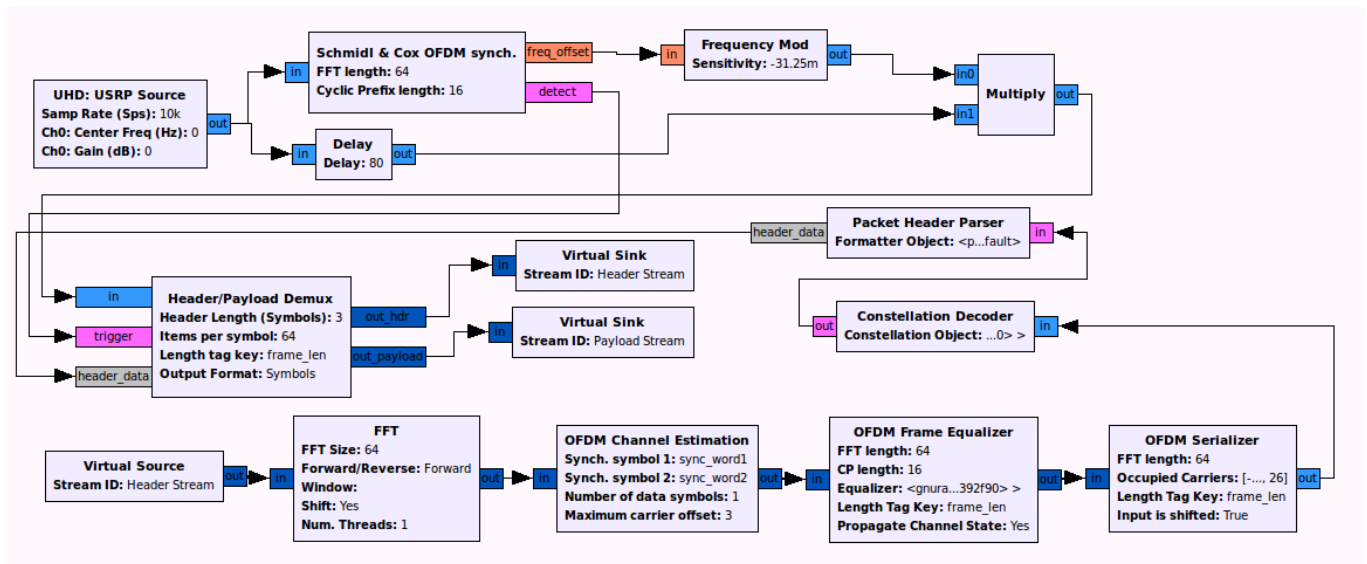 Schmidl & Cox OFDM synch.
FFT length: 64
Cyclic Prefix length: 16
in
freq_offset
detect
Frequency Mod
Sensitivity: -31.25m
in
out
Multiply
in0
in1
out
UHD: USRP Source
Samp Rate (Sps): 10k
Ch0: Center Freq (Hz): 0
Ch0: Gain (dB): 0
out
Delay
Delay: 80
in
out
Packet Header Parser
Formatter Object: <p...fault>
header_data
in
Virtual Sink
Stream ID: Header Stream
in
Header/Payload Demux
Header Length (Symbols): 3
Items per symbol: 64
Length tag key: frame_len
Output Format: Symbols
in
trigger
header_data
out_hdr
out_payload
Virtual Sink
Stream ID: Payload Stream
in
Constellation Decoder
Constellation Object: ...0> >
out
in
Virtual Source
Stream ID: Header Stream
out
FFT
FFT Size: 64
Forward/Reverse: Forward
Window:
Shift: Yes
Num. Threads: 1
in
out
OFDM Channel Estimation
Synch. symbol 1: sync_word1
Synch. symbol 2: sync_word2
Number of data symbols: 1
Maximum carrier offset: 3
in
out
OFDM Frame Equalizer
FFT length: 64
CP length: 16
Equalizer: <gnura...392f90> >
Length Tag Key: frame_len
Propagate Channel State: Yes
in
out
OFDM Serializer
FFT length: 64
Occupied Carriers: [-..., 26]
Length Tag Key: frame_len
Input is shifted: True
in
out